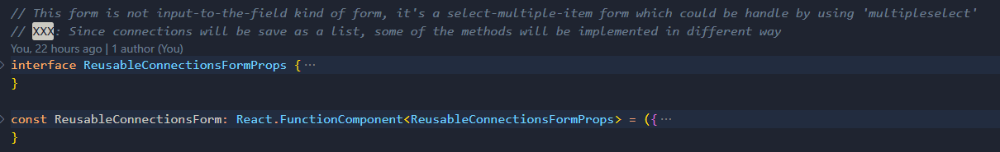 // This form is not input-to-the-field kind of form, it's a select-multiple-item form which could be handle by using 'multipleselect'
// XXX: Since connections will be save as a list, some of the methods will be implemented in different way
You, 22 hours ago | 1 author (You)
interface ReusableConnectionsFormProps {···
}
const ReusableConnectionsForm: React.FunctionComponent<ReusableConnectionsFormProps> = ({···
}